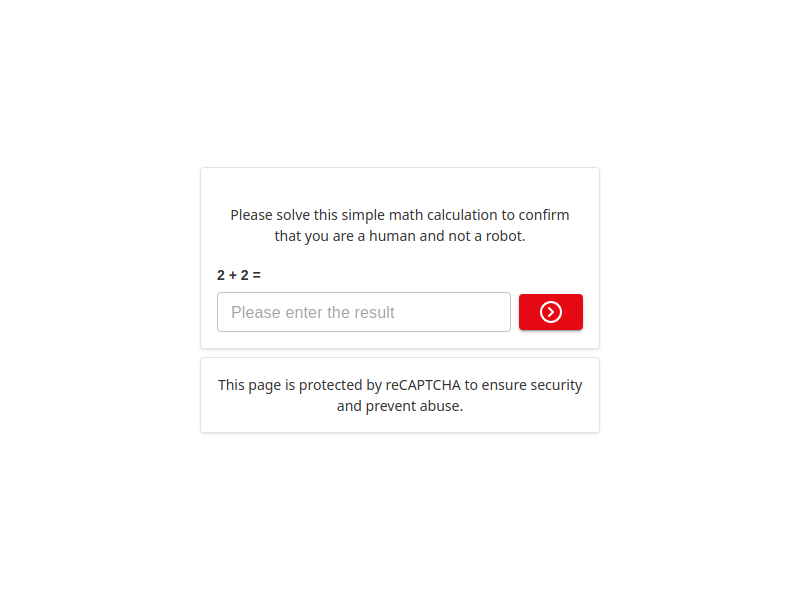 Please solve this simple math calculation to confirm
that you are a human and not a robot.
2 + 2 =
Please enter the result
This page is protected by reCAPTCHA to ensure security
and prevent abuse.